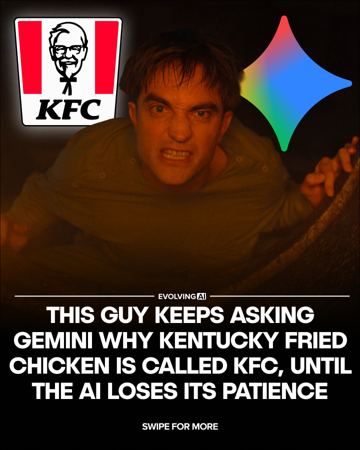 KFC
EVOLVING AI
THIS GUY KEEPS ASKING
GEMINI WHY KENTUCKY FRIED
CHICKEN IS CALLED KFC, UNTIL
THE AI LOSES ITS PATIENCE
SWIPE FOR MORE